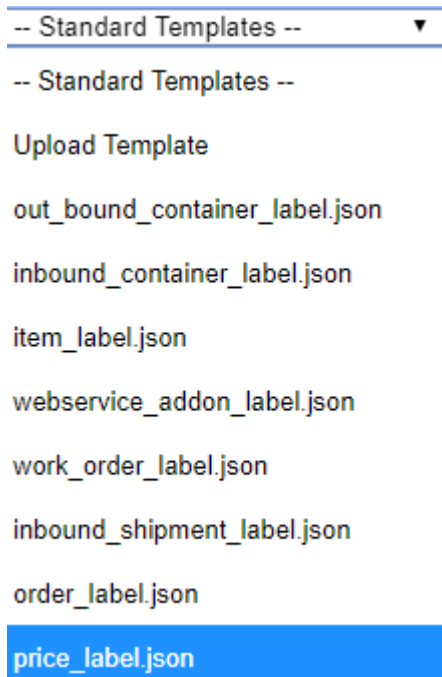 -- Standard Templates -- ▼
-- Standard Templates --
Upload Template
out_bound_container_label.json
inbound_container_label.json
item_label.json
webservice_addon_label.json
work_order_label.json
inbound_shipment_label.json
order_label.json
price_label.json